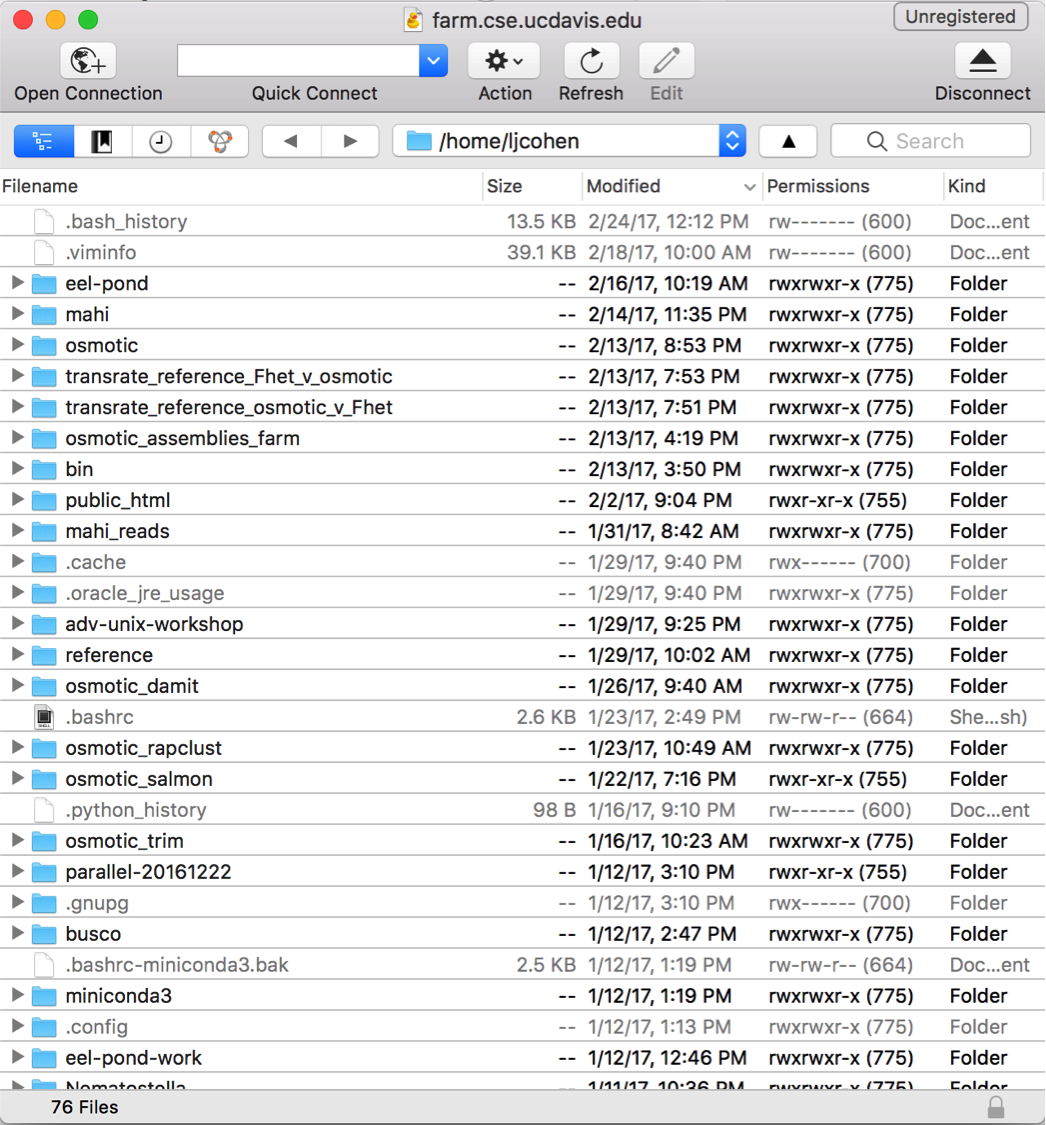 farm.cse.ucdavis.edu Unregistered
Open Connection Quick Connect Action Refresh Edit Disconnect
/home/ljcohen Search
Filename Size Modified Permissions Kind
.bash_history 13.5 KB 2/24/17, 12:12 PM rw------- (600) Doc...ent
.viminfo 39.1 KB 2/18/17, 10:00 AM rw------- (600) Doc...ent
eel-pond -- 2/16/17, 10:19 AM rwxrwxr-x (775) Folder
mahi -- 2/14/17, 11:35 PM rwxrwxr-x (775) Folder
osmotic -- 2/13/17, 8:53 PM rwxrwxr-x (775) Folder
transrate_reference_Fhet_v_osmotic -- 2/13/17, 7:53 PM rwxrwxr-x (775) Folder
transrate_reference_osmotic_v_Fhet -- 2/13/17, 7:51 PM rwxrwxr-x (775) Folder
osmotic_assemblies_farm -- 2/13/17, 4:19 PM rwxrwxr-x (775) Folder
bin -- 2/13/17, 3:50 PM rwxrwxr-x (775) Folder
public_html -- 2/2/17, 9:04 PM rwxr-xr-x (755) Folder
mahi_reads -- 1/31/17, 8:42 AM rwxrwxr-x (775) Folder
.cache -- 1/29/17, 9:40 PM rwx------ (700) Folder
.oracle_jre_usage -- 1/29/17, 9:40 PM rwxrwxr-x (775) Folder
adv-unix-workshop -- 1/29/17, 9:25 PM rwxrwxr-x (775) Folder
reference -- 1/29/17, 10:02 AM rwxrwxr-x (775) Folder
osmotic_damit -- 1/26/17, 9:40 AM rwxrwxr-x (775) Folder
.bashrc 2.6 KB 1/23/17, 2:49 PM rw-rw-r-- (664) She...sh)
osmotic_rapclust -- 1/23/17, 10:49 AM rwxrwxr-x (775) Folder
osmotic_salmon -- 1/22/17, 7:16 PM rwxr-xr-x (755) Folder
.python_history 98 B 1/16/17, 9:10 PM rw------- (600) Doc...ent
osmotic_trim -- 1/16/17, 10:23 AM rwxrwxr-x (775) Folder
parallel-20161222 -- 1/12/17, 3:10 PM rwxr-xr-x (755) Folder
.gnupg -- 1/12/17, 3:10 PM rwx------ (700) Folder
busco -- 1/12/17, 2:47 PM rwxrwxr-x (775) Folder
.bashrc-miniconda3.bak 2.5 KB 1/12/17, 1:19 PM rw-rw-r-- (664) Doc...ent
miniconda3 -- 1/12/17, 1:19 PM rwxrwxr-x (775) Folder
.config -- 1/12/17, 1:13 PM rwxrwxr-x (775) Folder
eel-pond-work -- 1/12/17, 12:46 PM rwxrwxr-x (775) Folder
Nematostella -- 1/11/17, 10:36 PM rwxrwxr-x (775) Folder
76 Files